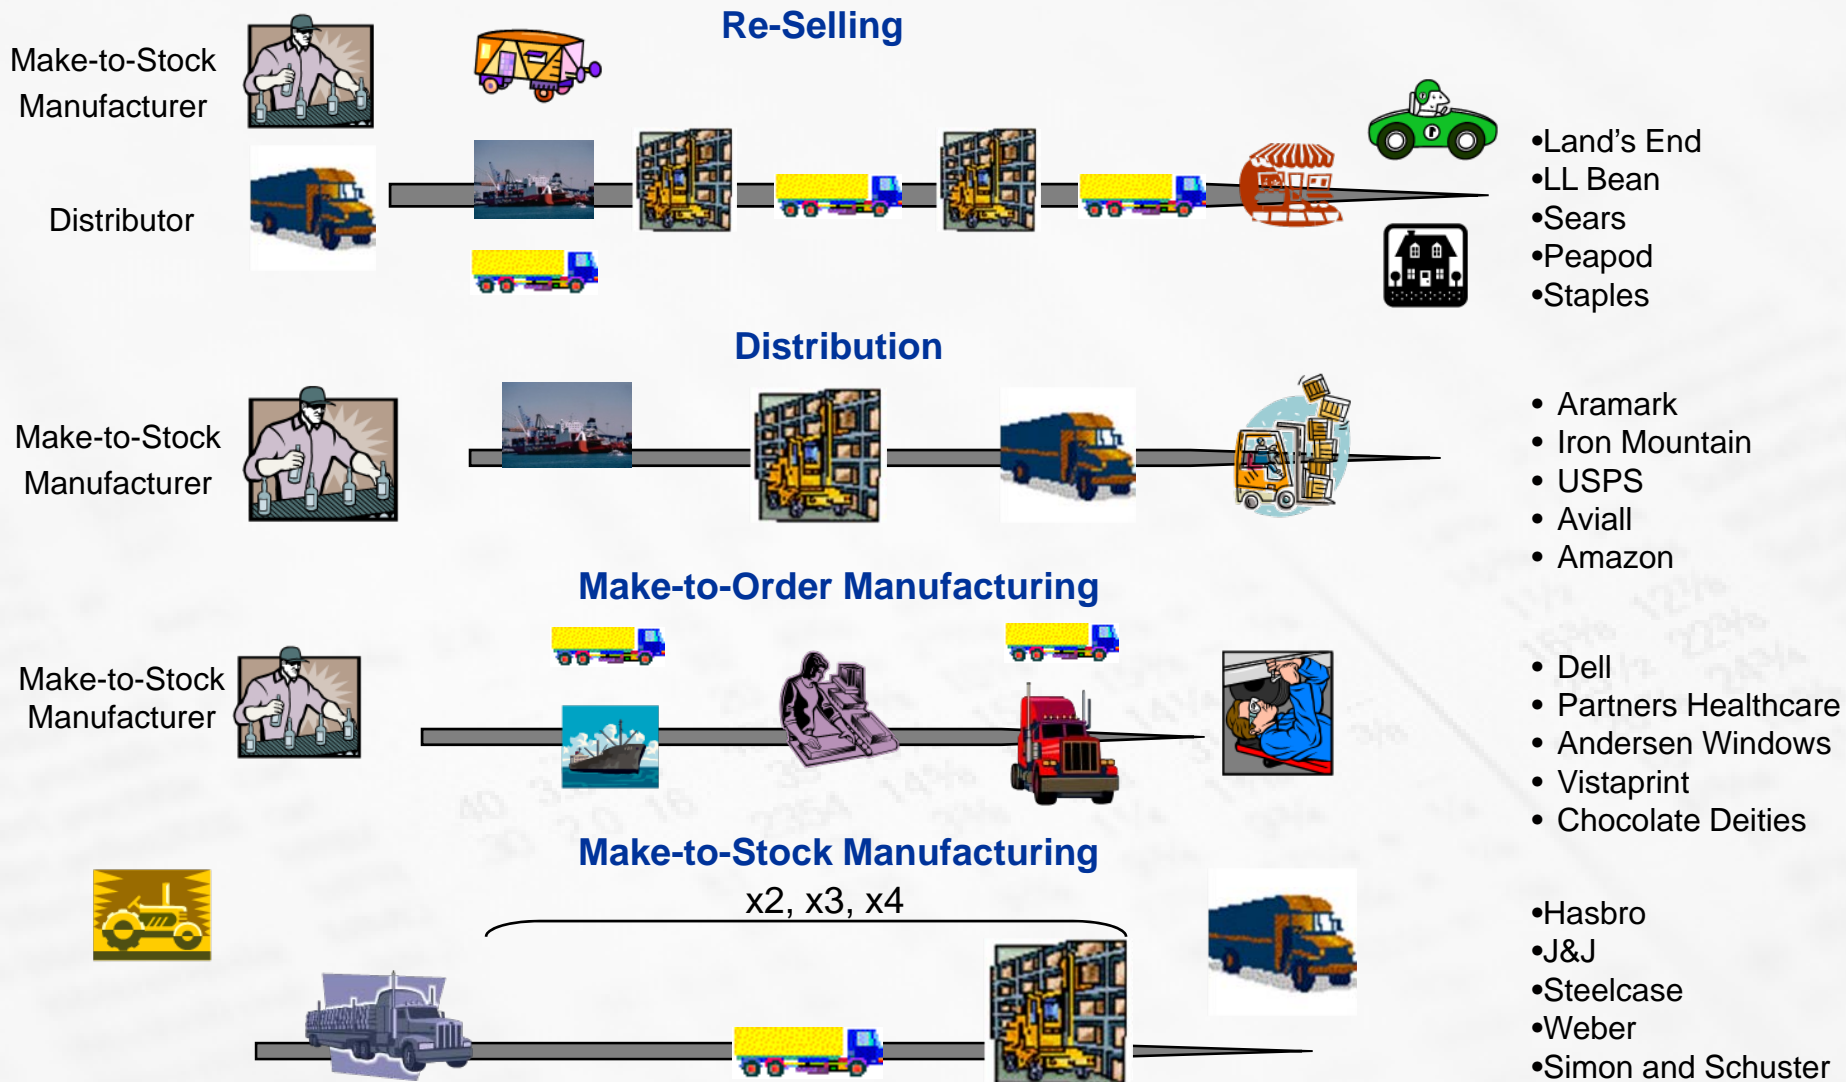 Re-Selling
Make-to-Stock
Manufacturer
Distributor
•Land's End
•LL Bean
•Sears
•Peapod
•Staples
Distribution
Make-to-Stock
Manufacturer
• Aramark
• Iron Mountain
• USPS
• Aviall
• Amazon
Make-to-Order Manufacturing
Make-to-Stock
Manufacturer
• Dell
• Partners Healthcare
• Andersen Windows
• Vistaprint
• Chocolate Deities
Make-to-Stock Manufacturing
x2, x3, x4
•Hasbro
•J&J
•Steelcase
•Weber
•Simon and Schuster